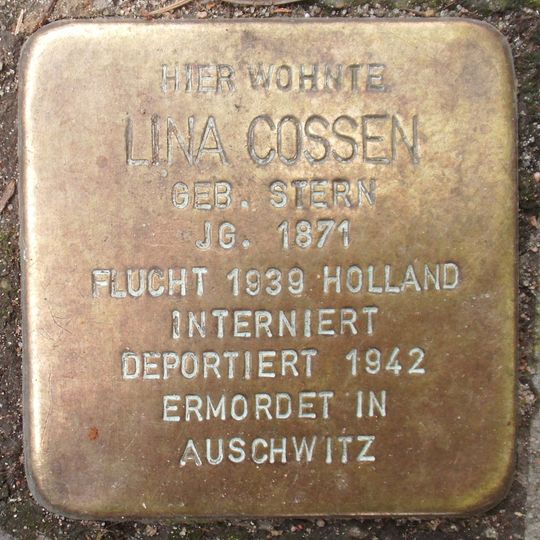 HIER WOHNTE
LINA COSSEN
GEB. STERN
JG. 1871
FLUCHT 1939 HOLLAND
INTERNIERT
DEPORTIERT 1942
ERMORDET IN
AUSCHWITZ